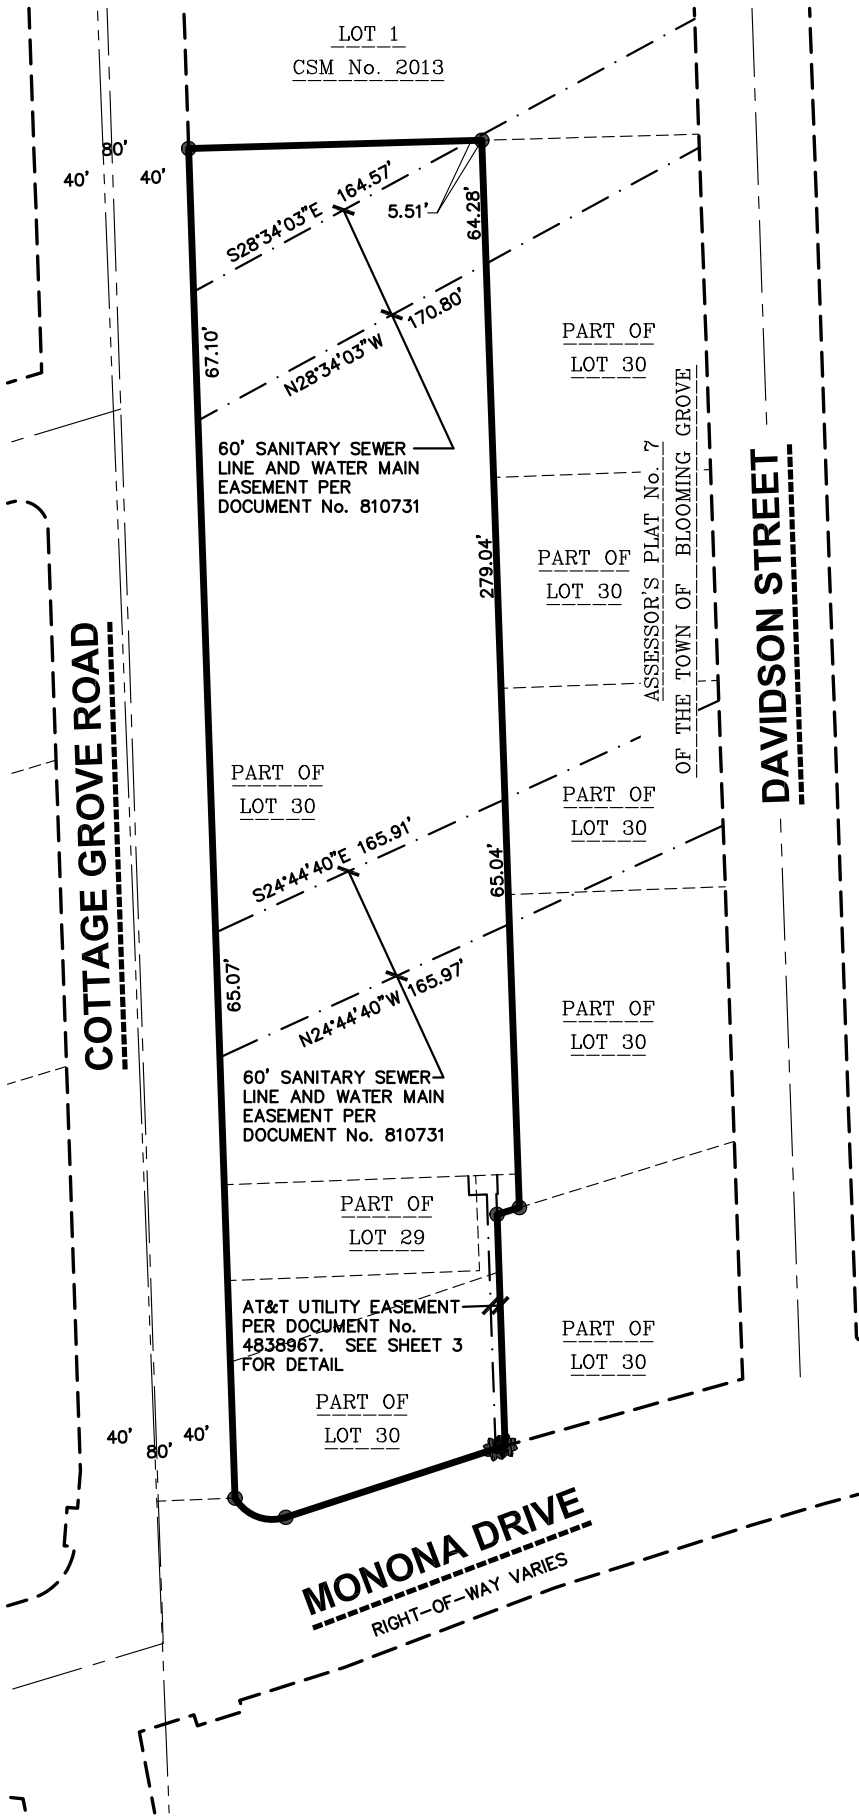 LOT 1
CSM No. 2013
80'
40'
40'
S28°34'03"E 164.57'
5.51'
64.28'
N28°34'03"W 170.80'
67.10'
60' SANITARY SEWER
LINE AND WATER MAIN
EASEMENT PER
DOCUMENT No. 810731
PART OF
LOT 30
ASSESSOR'S PLAT No. 7
OF THE TOWN OF BLOOMING GROVE
DAVIDSON STREET
279.04'
PART OF
LOT 30
COTTAGE GROVE ROAD
PART OF
LOT 30
PART OF
LOT 30
S24°44'40"E 165.91'
65.04'
65.07'
N24°44'40"W 165.97'
PART OF
LOT 30
60' SANITARY SEWER
LINE AND WATER MAIN
EASEMENT PER
DOCUMENT No. 810731
PART OF
LOT 29
AT&T UTILITY EASEMENT
PER DOCUMENT No.
4838967. SEE SHEET 3
FOR DETAIL
PART OF
LOT 30
PART OF
LOT 30
40'
80'
40'
MONONA DRIVE
RIGHT-OF-WAY VARIES